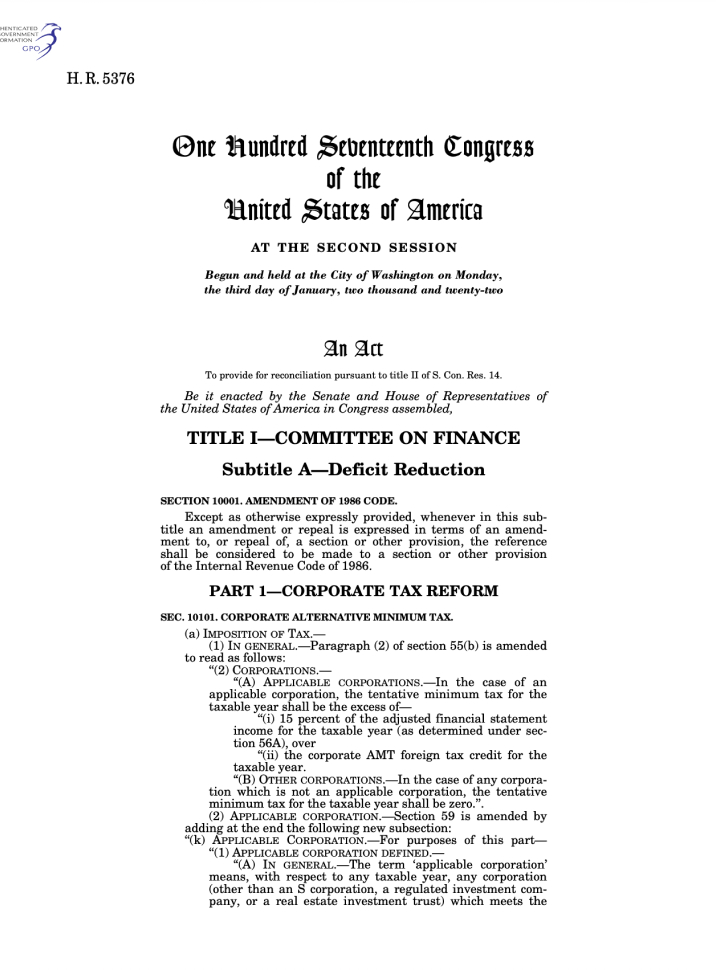 AUTHENTICATED
U.S. GOVERNMENT
INFORMATION
GPO
H. R. 5376
One Hundred Seventeenth Congress
of the
United States of America
AT THE SECOND SESSION
Begun and held at the City of Washington on Monday,
the third day of January, two thousand and twenty-two
An Act
To provide for reconciliation pursuant to title II of S. Con. Res. 14.
Be it enacted by the Senate and House of Representatives of
the United States of America in Congress assembled,
TITLE I—COMMITTEE ON FINANCE
Subtitle A—Deficit Reduction
SECTION 10001. AMENDMENT OF 1986 CODE.
Except as otherwise expressly provided, whenever in this sub-
title an amendment or repeal is expressed in terms of an amend-
ment to, or repeal of, a section or other provision, the reference
shall be considered to be made to a section or other provision
of the Internal Revenue Code of 1986.
PART 1—CORPORATE TAX REFORM
SEC. 10101. CORPORATE ALTERNATIVE MINIMUM TAX.
(a) IMPOSITION OF TAX.—
(1) IN GENERAL.—Paragraph (2) of section 55(b) is amended
to read as follows:
“(2) CORPORATIONS.—
“(A) APPLICABLE CORPORATIONS.—In the case of an
applicable corporation, the tentative minimum tax for the
taxable year shall be the excess of—
“(i) 15 percent of the adjusted financial statement
income for the taxable year (as determined under sec-
tion 56A), over
“(ii) the corporate AMT foreign tax credit for the
taxable year.
“(B) OTHER CORPORATIONS.—In the case of any corpora-
tion which is not an applicable corporation, the tentative
minimum tax for the taxable year shall be zero.”.
(2) APPLICABLE CORPORATION.—Section 59 is amended by
adding at the end the following new subsection:
“(k) APPLICABLE CORPORATION.—For purposes of this part—
“(1) APPLICABLE CORPORATION DEFINED.—
“(A) IN GENERAL.—The term ‘applicable corporation’
means, with respect to any taxable year, any corporation
(other than an S corporation, a regulated investment com-
pany, or a real estate investment trust) which meets the